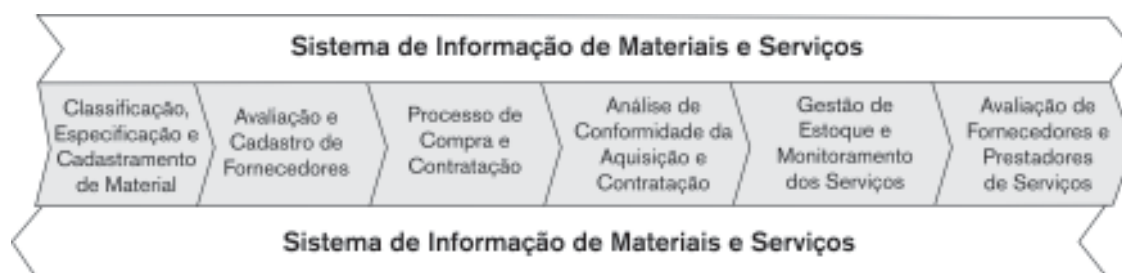 Sistema de Informação de Materiais e Serviços
Classificação,
Especificação e
Cadastramento
de Material
Avaliação e
Cadastro de
Fornecedores
Processo de
Compra e
Contratação
Análise de
Conformidade da
Aquisição e
Contratação
Gestão de
Estoque e
Monitoramento
dos Serviços
Avaliação de
Fornecedores e
Prestadores
de Serviços
Sistema de Informação de Materiais e Serviços